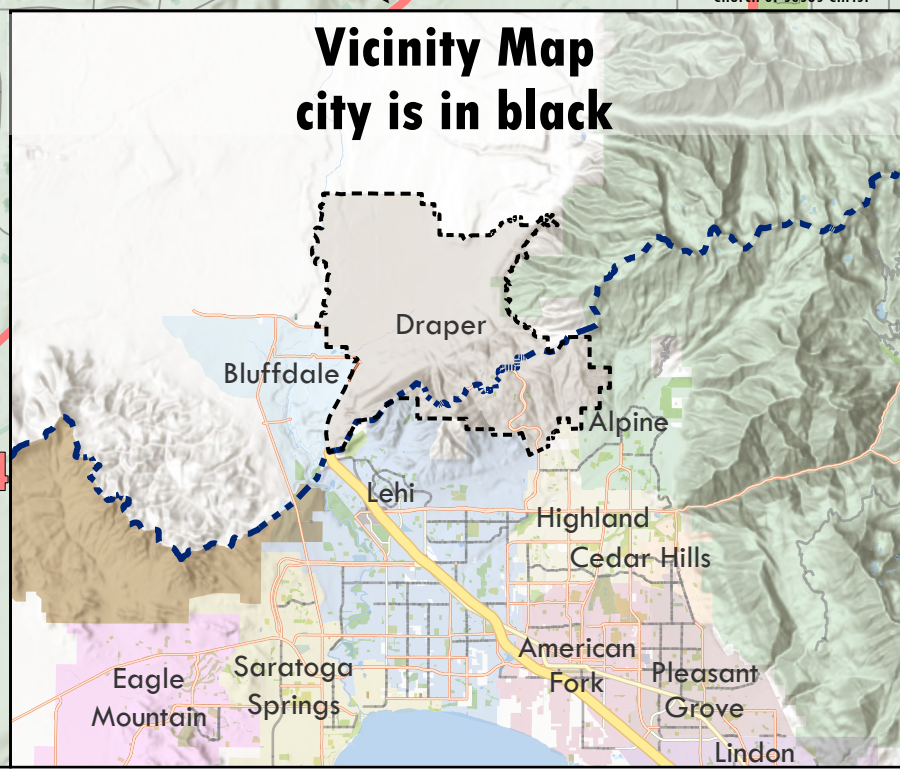 Vicinity Map
city is in black
Draper
Bluffdale
Alpine
Lehi
Highland
Cedar Hills
American
Fork
Eagle
Mountain
Saratoga
Springs
Pleasant
Grove
Lindon